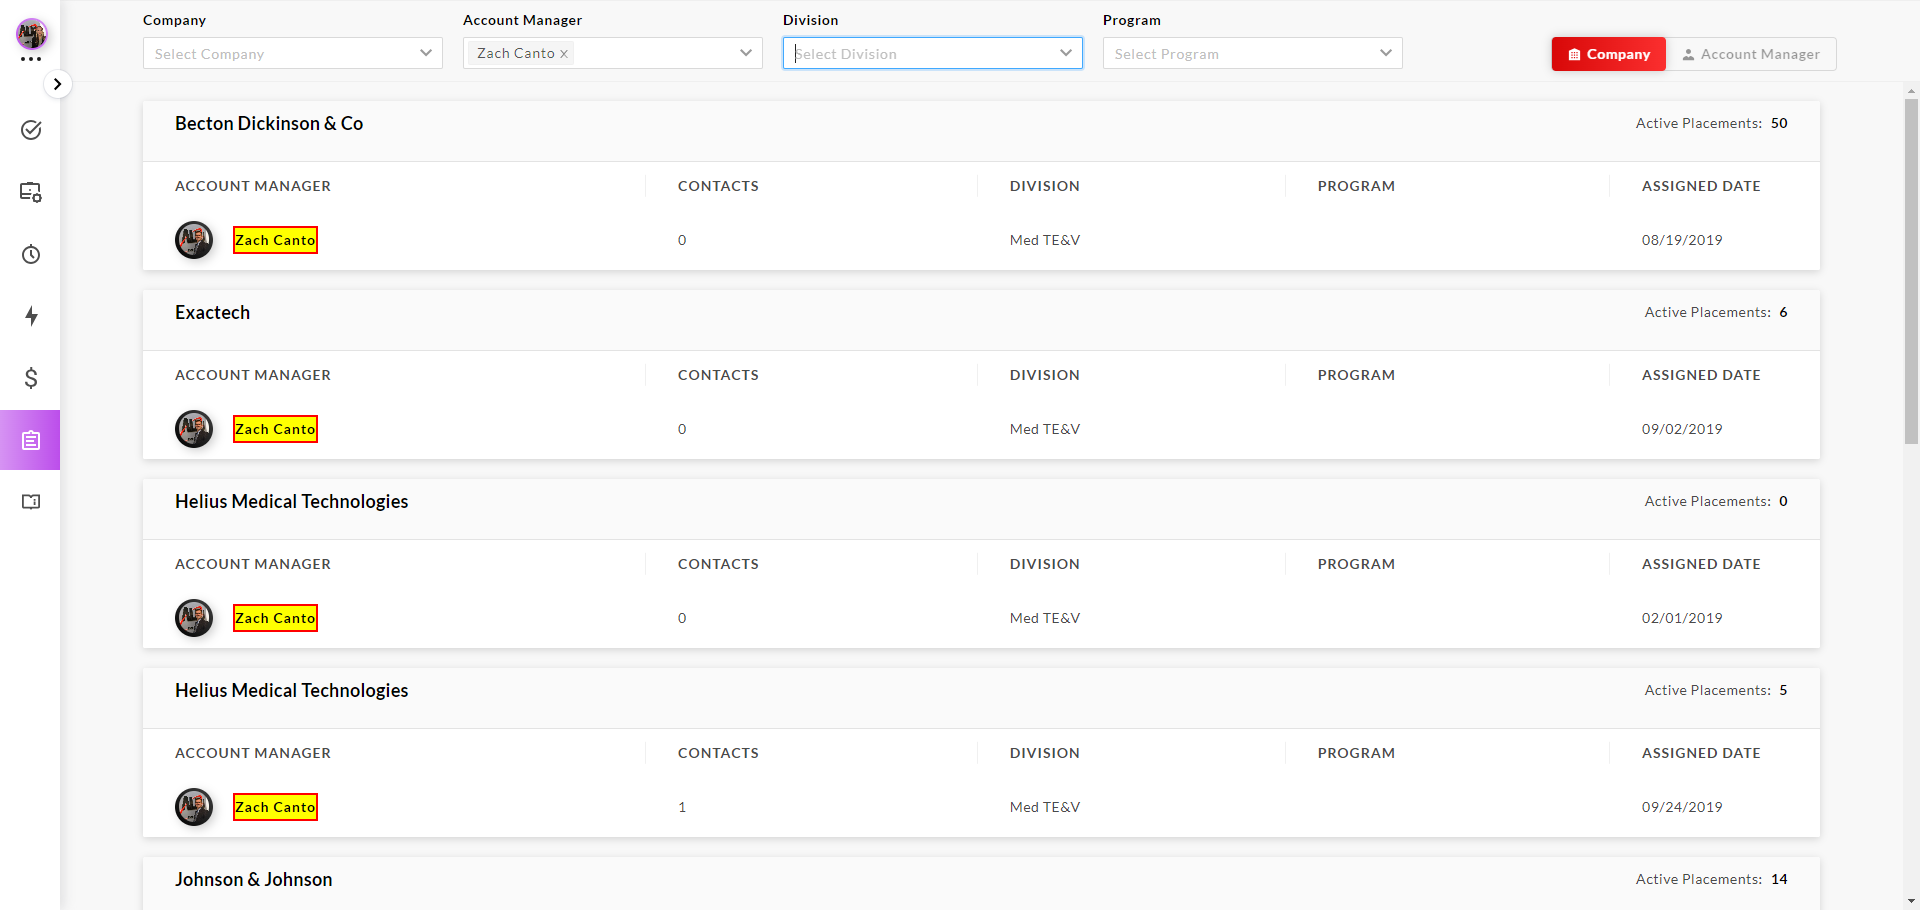 Company
Account Manager
Division
Program
Select Company
Zach Canto x
Select Division
Select Program
Company
Account Manager
Becton Dickinson & Co
Active Placements: 50
ACCOUNT MANAGER CONTACTS DIVISION PROGRAM ASSIGNED DATE
Zach Canto 0 Med TE&V 08/19/2019
Exactech
Active Placements: 6
ACCOUNT MANAGER CONTACTS DIVISION PROGRAM ASSIGNED DATE
Zach Canto 0 Med TE&V 09/02/2019
Helius Medical Technologies
Active Placements: 0
ACCOUNT MANAGER CONTACTS DIVISION PROGRAM ASSIGNED DATE
Zach Canto 0 Med TE&V 02/01/2019
Helius Medical Technologies
Active Placements: 5
ACCOUNT MANAGER CONTACTS DIVISION PROGRAM ASSIGNED DATE
Zach Canto 1 Med TE&V 09/24/2019
Johnson & Johnson
Active Placements: 14